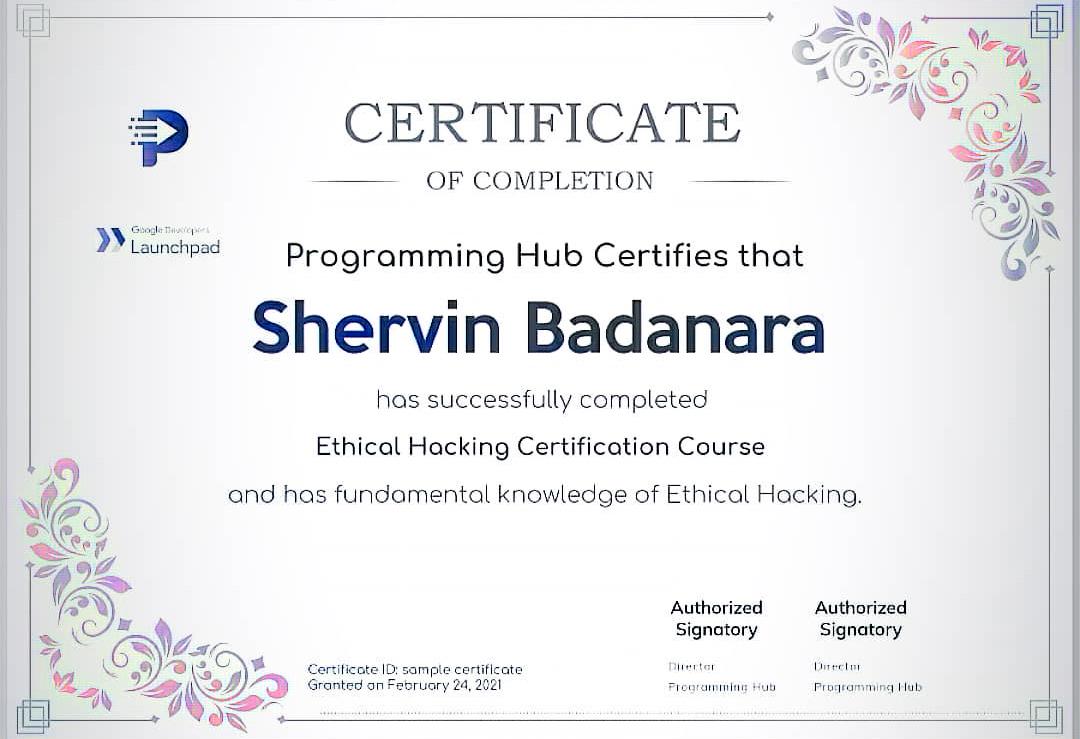 CERTIFICATE
OF COMPLETION
Google Developers
Launchpad
Programming Hub Certifies that
Shervin Badanara
has successfully completed
Ethical Hacking Certification Course
and has fundamental knowledge of Ethical Hacking.
Authorized Signatory
Director
Programming Hub
Authorized Signatory
Director
Programming Hub
Certificate ID: sample certificate
Granted on February 24, 2021